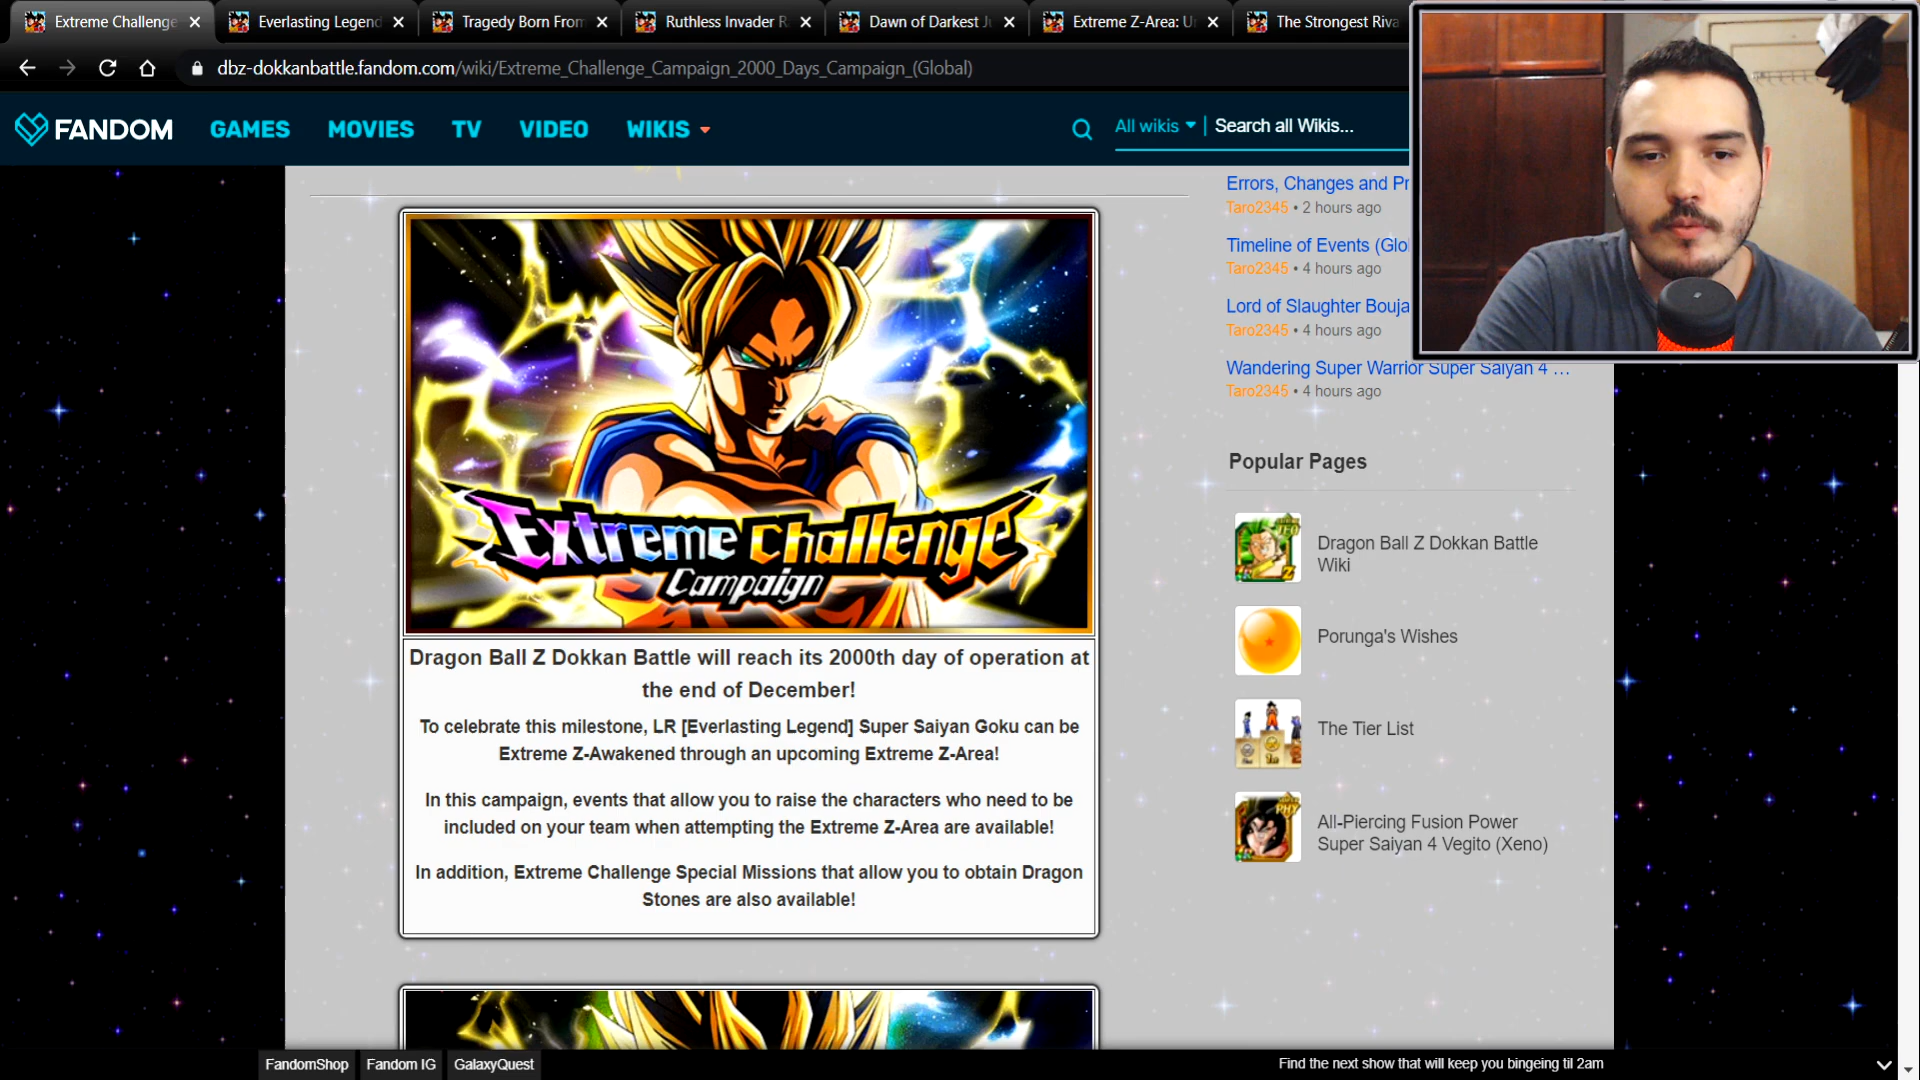 Extreme Challenge
Everlasting Legend
Tragedy Born From
Ruthless Invader R
Dawn of Darkest J
Extreme Z-Area: U
The Strongest Riva
dbz-dokkanbattle.fandom.com/wiki/Extreme_Challenge_Campaign_2000_Days_Campaign_(Global)
FANDOM
GAMES
MOVIES
TV
VIDEO
WIKIS
All wikis
Search all Wikis...
Errors, Changes and Pr
Taro2345 • 2 hours ago
Timeline of Events (Glo
Taro2345 • 4 hours ago
Lord of Slaughter Bouja
Taro2345 • 4 hours ago
Wandering Super Warrior Super Saiyan 4 ...
Taro2345 • 4 hours ago
Extreme Challenge
Campaign
Dragon Ball Z Dokkan Battle will reach its 2000th day of operation at
the end of December!
To celebrate this milestone, LR [Everlasting Legend] Super Saiyan Goku can be
Extreme Z-Awakened through an upcoming Extreme Z-Area!
In this campaign, events that allow you to raise the characters who need to be
included on your team when attempting the Extreme Z-Area are available!
In addition, Extreme Challenge Special Missions that allow you to obtain Dragon
Stones are also available!
Popular Pages
Dragon Ball Z Dokkan Battle
Wiki
Porunga's Wishes
The Tier List
All-Piercing Fusion Power
Super Saiyan 4 Vegito (Xeno)
FandomShop
Fandom IG
GalaxyQuest
Find the next show that will keep you bingeing til 2am